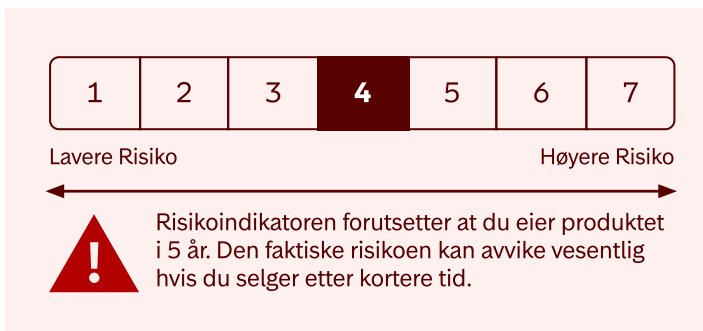 1 2 3 4 5 6 7
Lavere Risiko Høyere Risiko
!
Risikoindikatoren forutsetter at du eier produktet
i 5 år. Den faktiske risikoen kan avvike vesentlig
hvis du selger etter kortere tid.